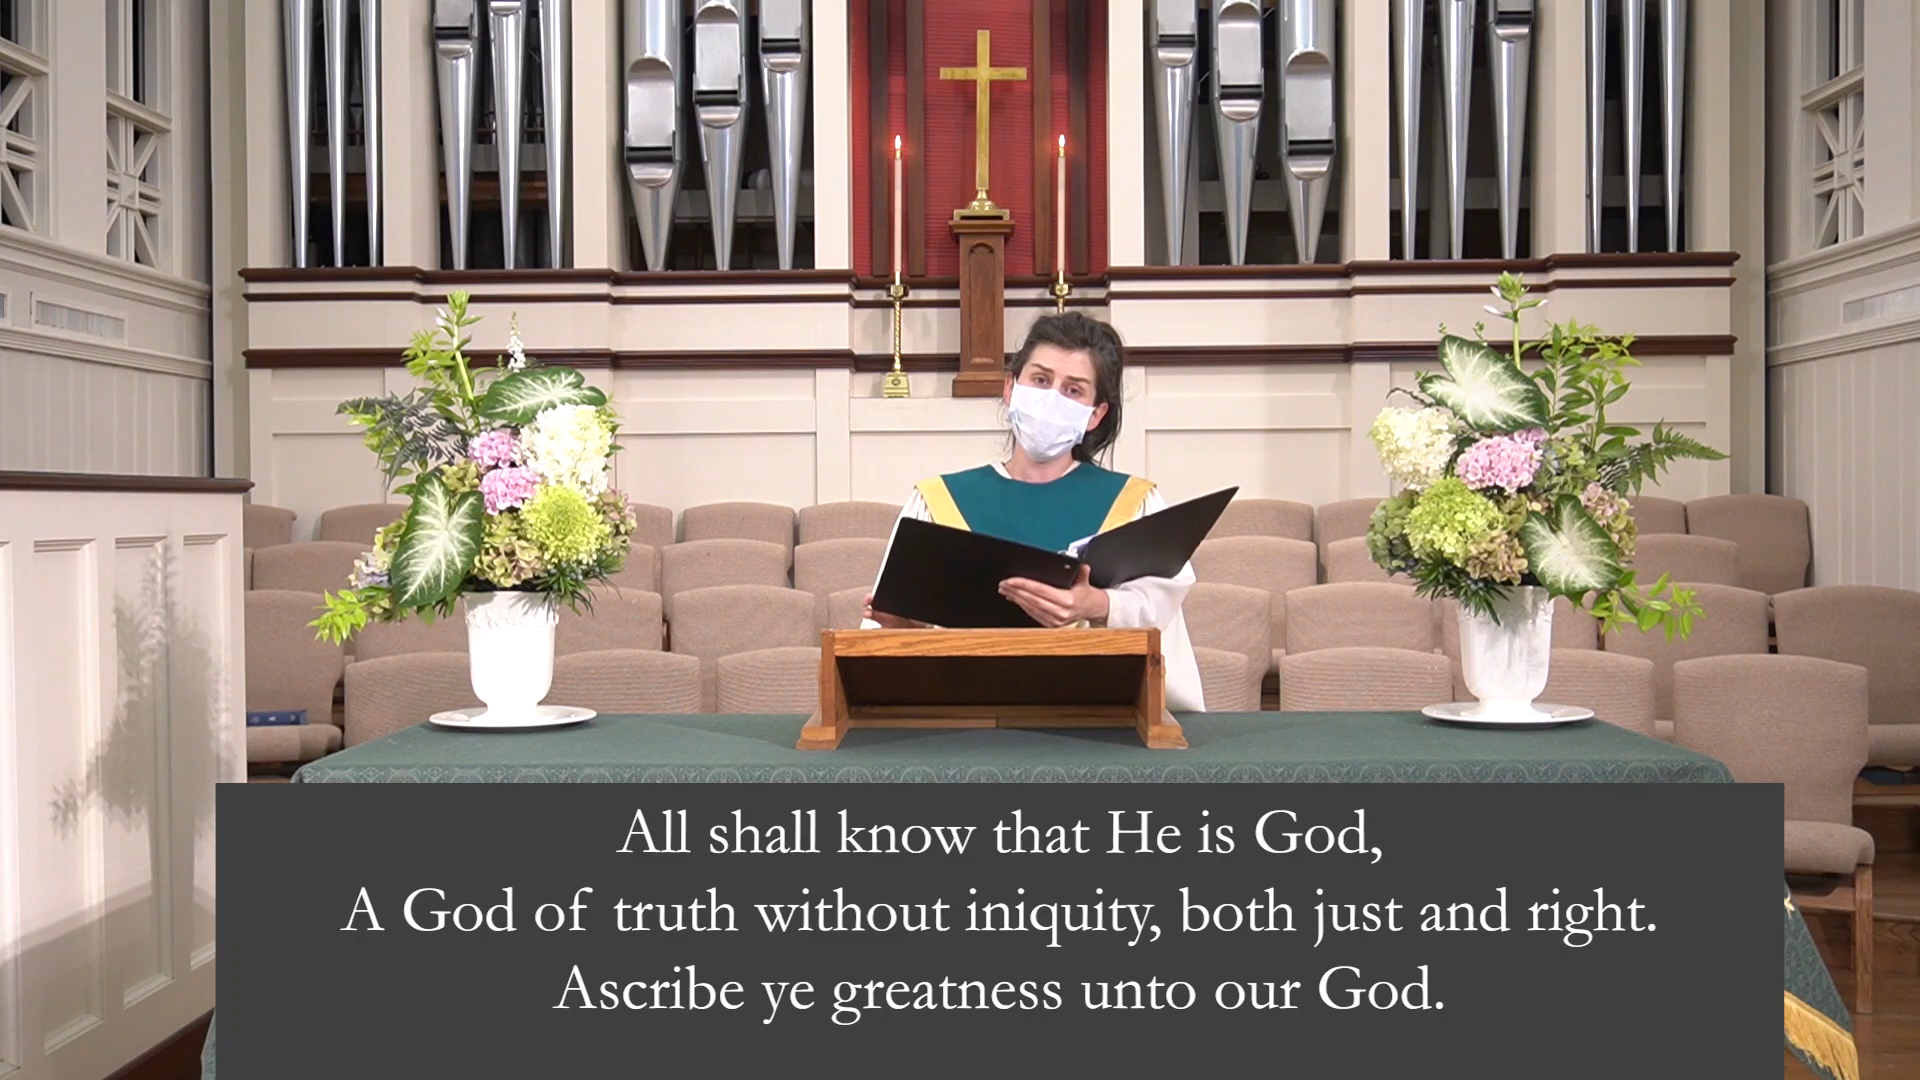 All shall know that He is God,
A God of truth without iniquity, both just and right.
Ascribe ye greatness unto our God.